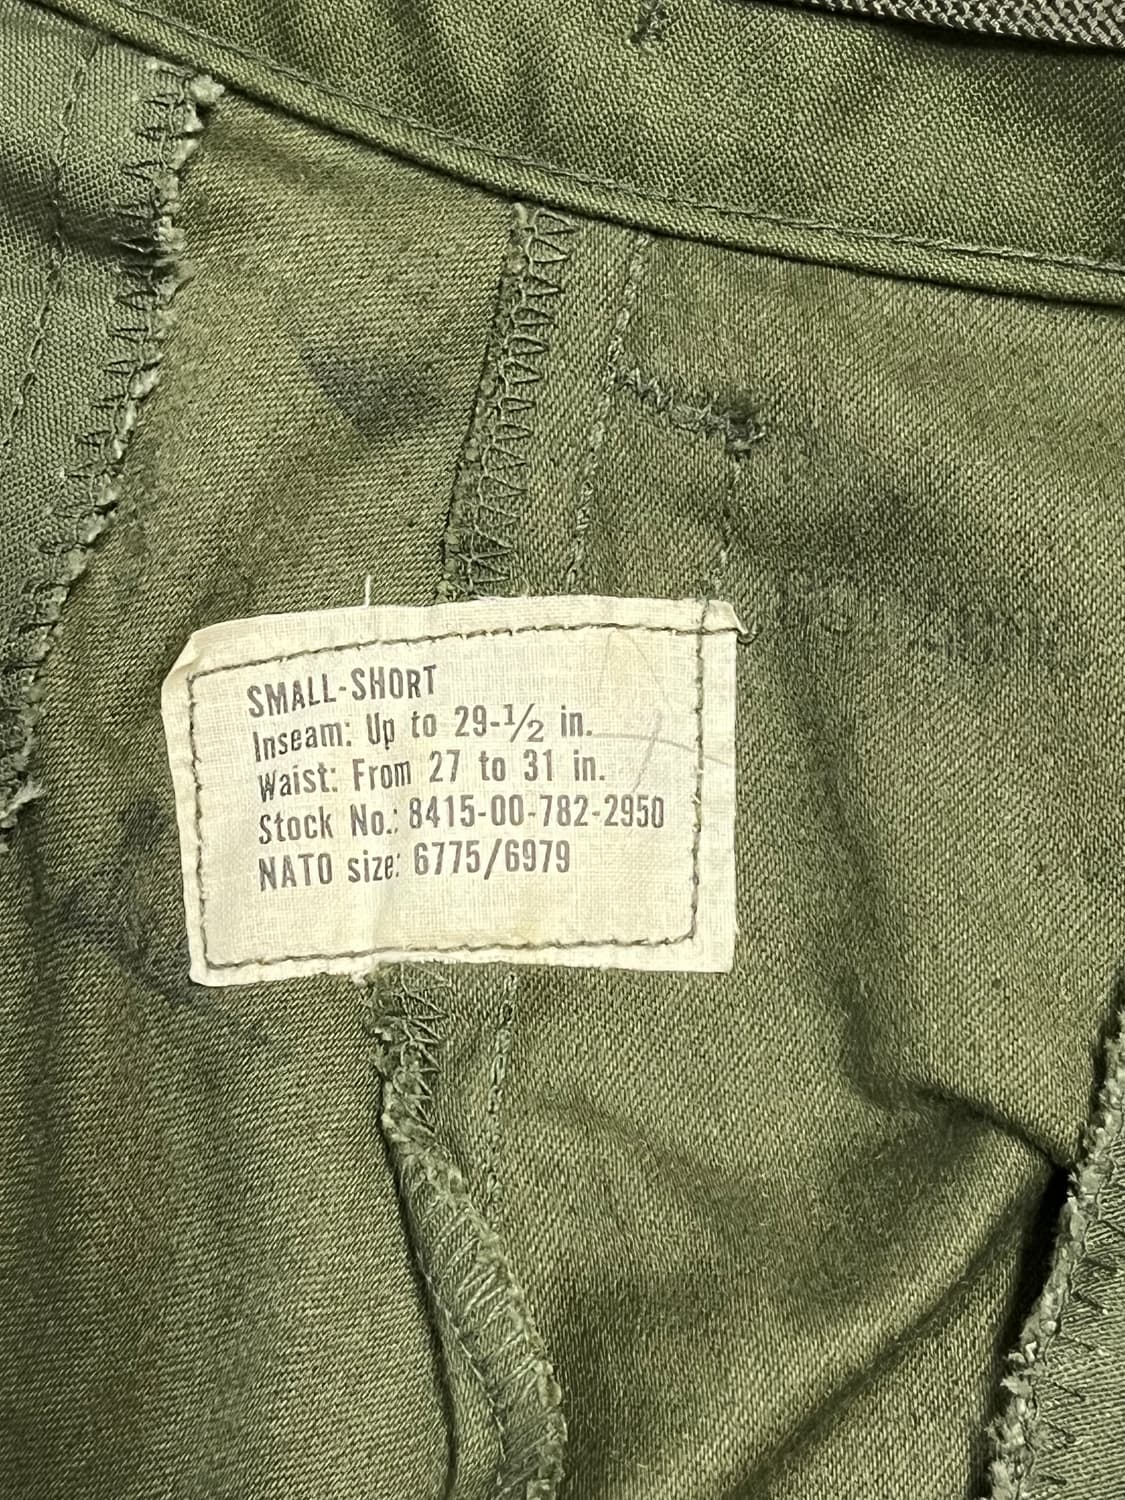 SMALL-SHORT
Inseam: Up to 29-1/2 in.
Waist: From 27 to 31 in.
Stock No.: 8415-00-782-2950
NATO size: 6775/6979